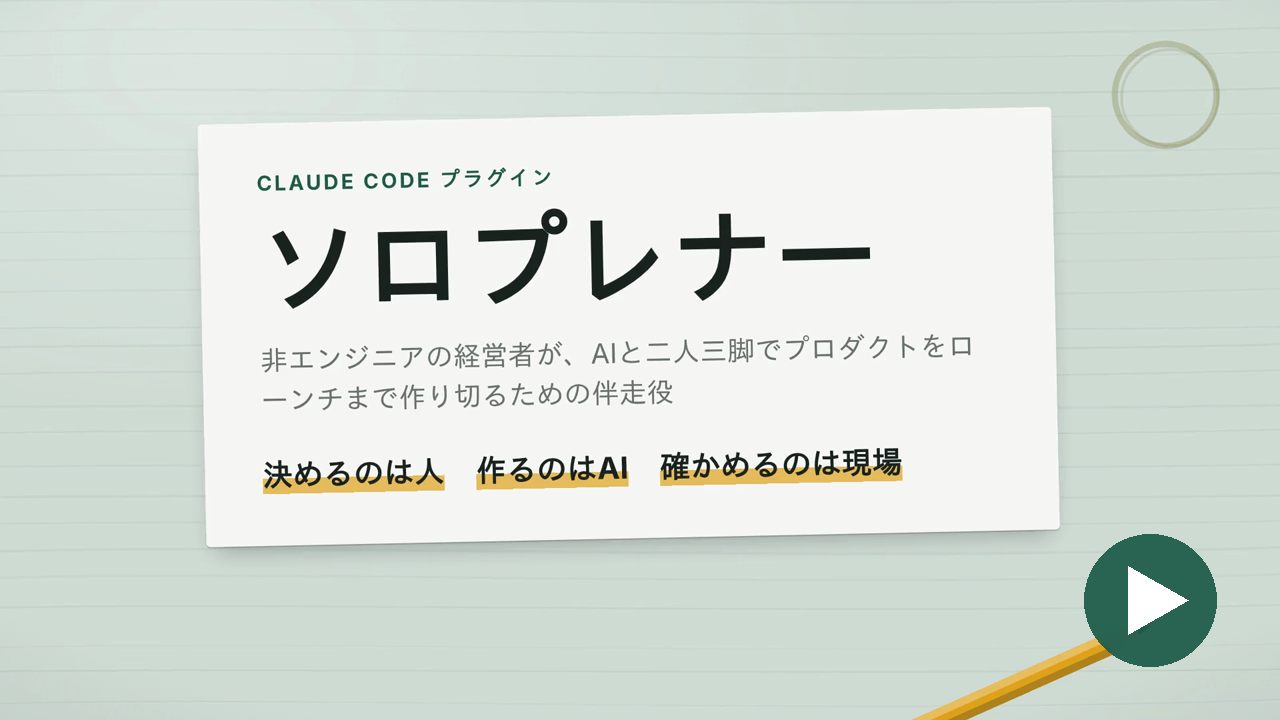 CLAUDE CODE プラグイン
ソロプレナー
非エンジニアの経営者が、AIと二人三脚でプロダクトをロ
ーンチまで作り切るための伴走役
決めるのは人 作るのはAI 確かめるのは現場